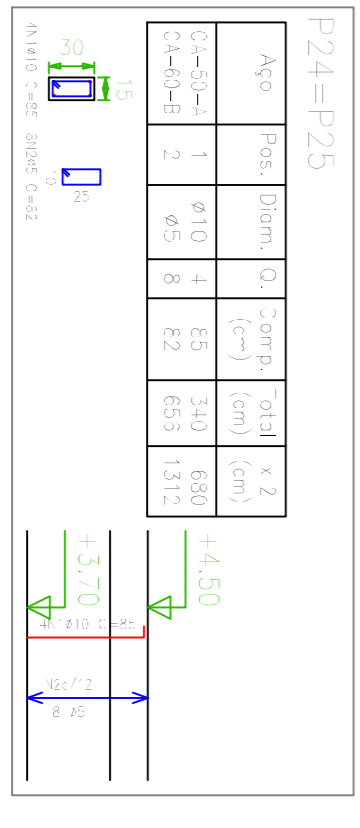 P24=P25
Aço Pos. Diam. Q. Comp. (cm) Total (cm) x 2 (cm)
CA-50-A 1 ø10 4 85 340 680
CA-60-B 2 ø5 8 82 656 1312
30
15
4N1ø10 C=85
25
10
8N2ø5 C=82
+4.50
+3.70
4N1ø10 C=85
N2c/12
8 ø5